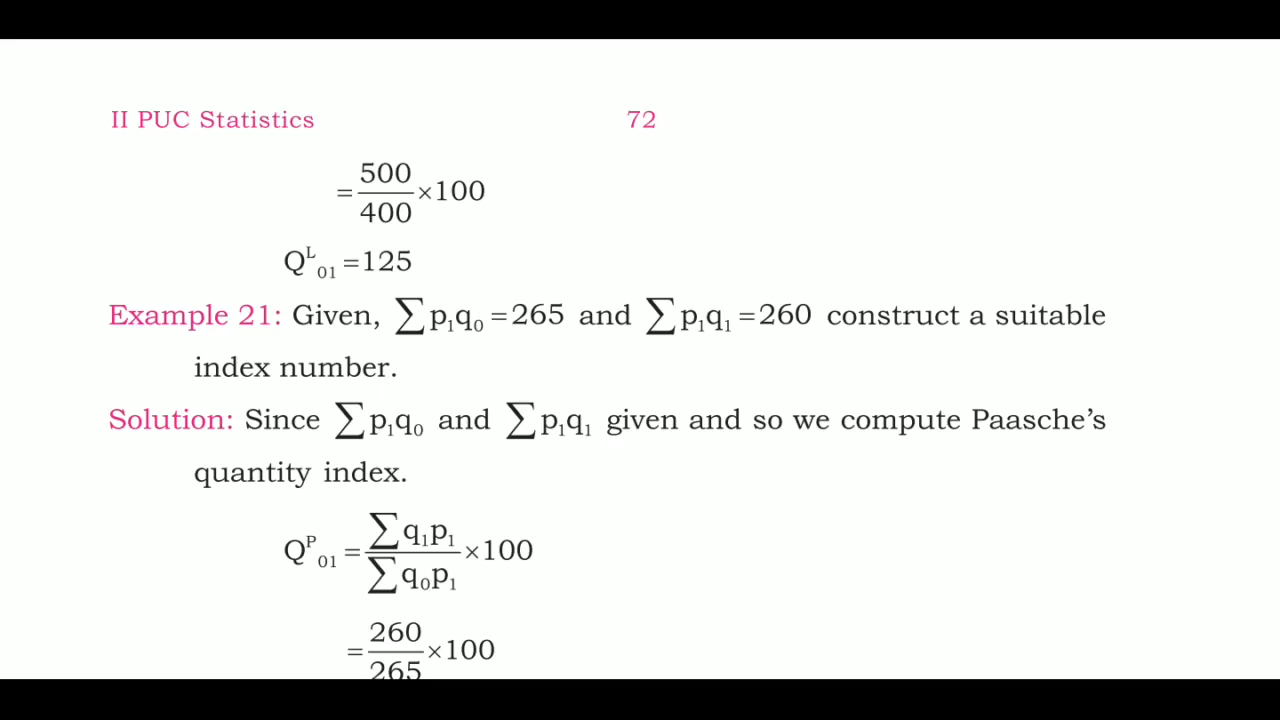 II PUC Statistics 72
= 500/400 ×100
Q^L_01 =125
Example 21: Given, ∑p₁q₀ =265 and ∑p₁q₁ =260 construct a suitable
index number.
Solution: Since ∑p₁q₀ and ∑p₁q₁ given and so we compute Paasche's
quantity index.
Q^P_01 = ∑q₁p₁/∑q₀p₁ ×100
= 260/265 ×100